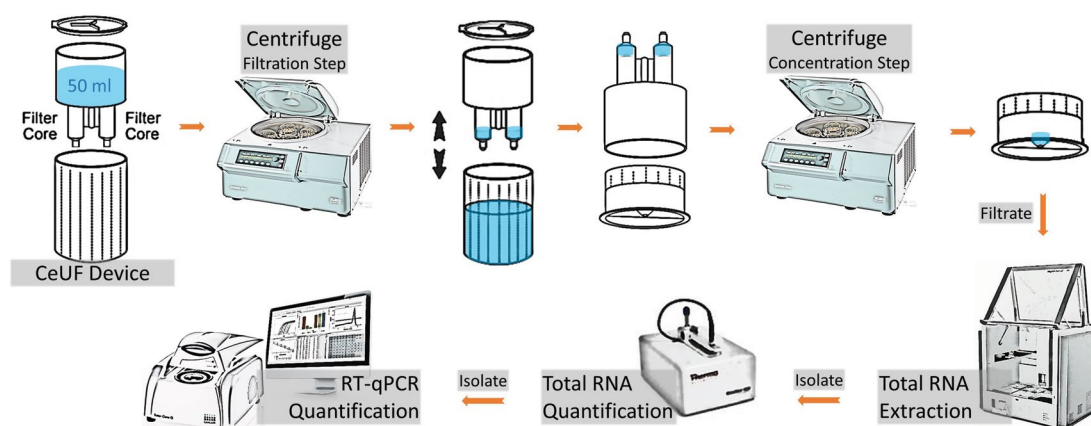 50 ml
Filter
Core
Filter
Core
CeUF Device
Centrifuge
Filtration Step
Centrifuge
Concentration Step
Filtrate
Total RNA
Extraction
Isolate
Total RNA
Quantification
Thermo
Isolate
RT-qPCR
Quantification